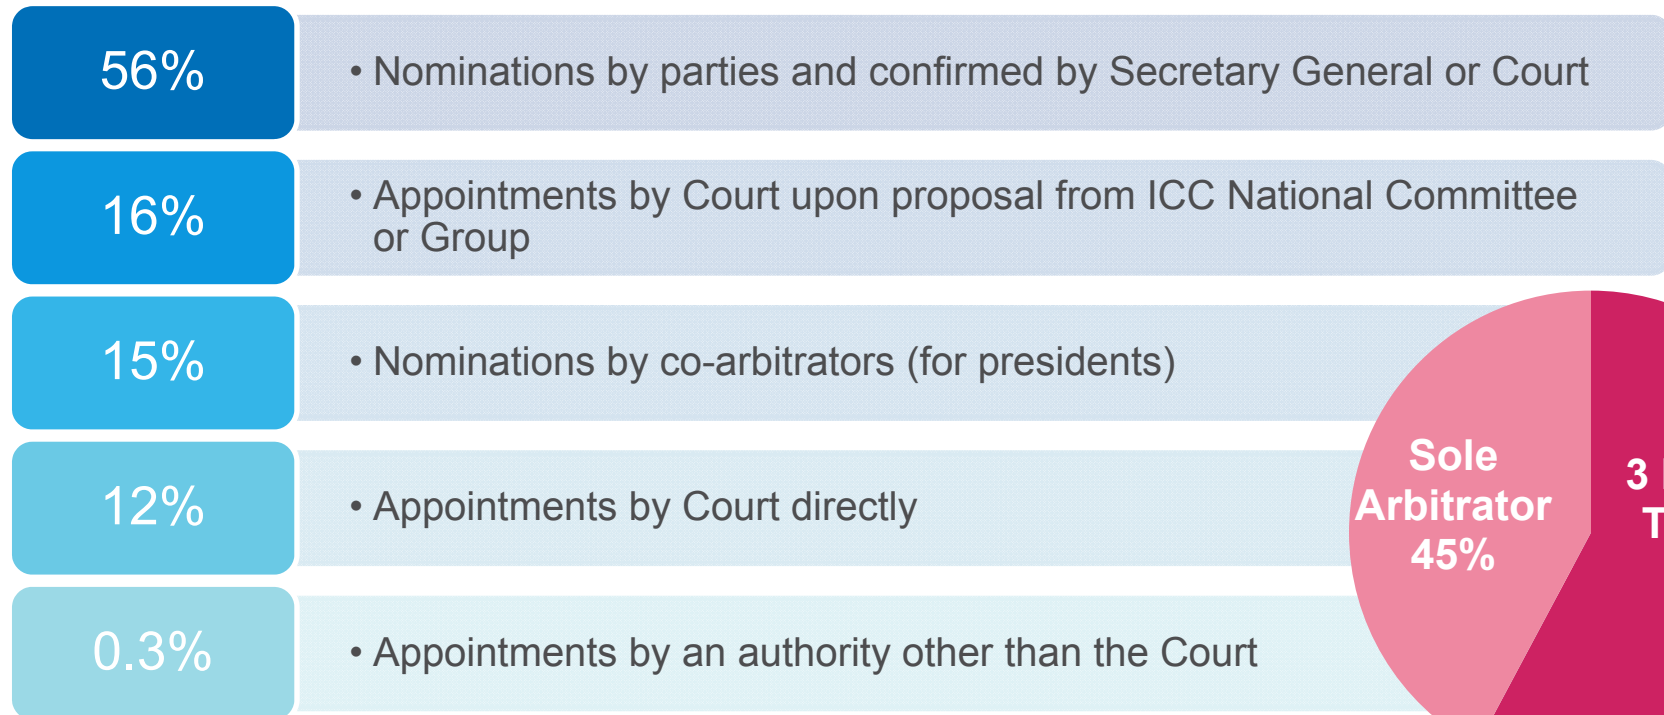 56%
• Nominations by parties and confirmed by Secretary General or Court
16%
• Appointments by Court upon proposal from ICC National Committee
or Group
15%
• Nominations by co-arbitrators (for presidents)
12%
• Appointments by Court directly
0.3%
• Appointments by an authority other than the Court
Sole
Arbitrator
45%
3